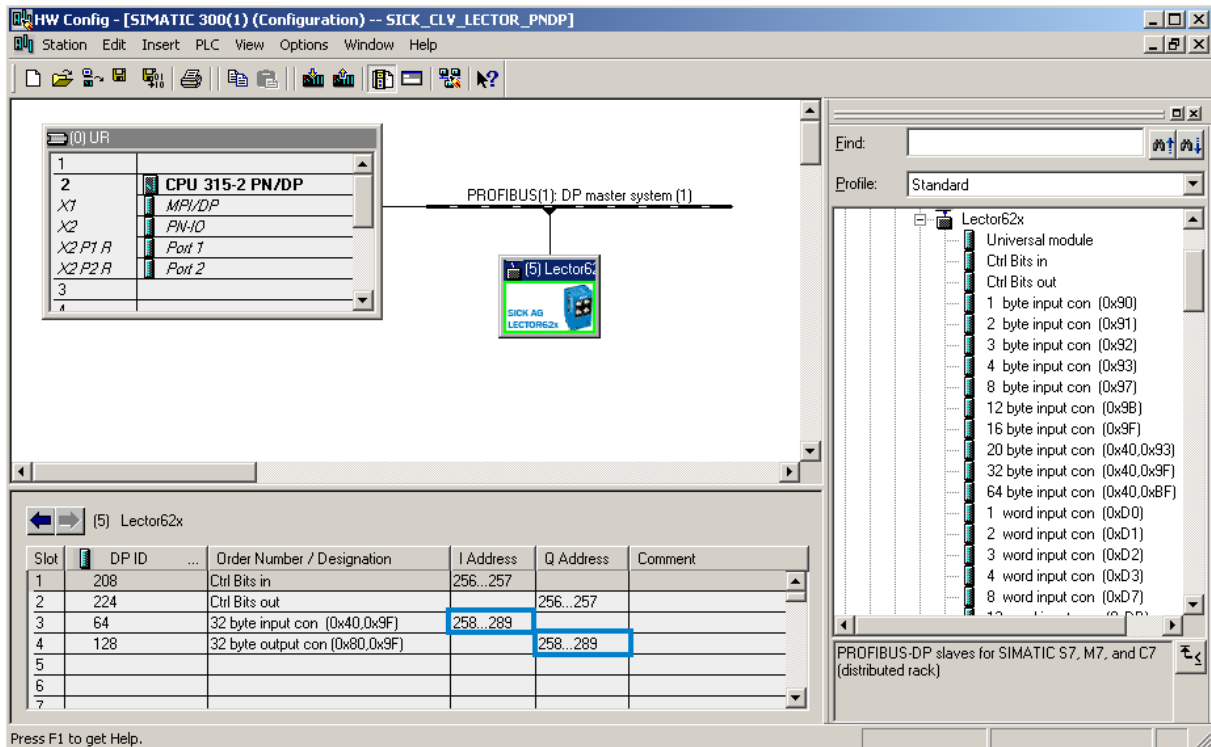 HW Config - [SIMATIC 300(1) (Configuration) -- SICK_CLV_LECTOR_PNDP]
Station Edit Insert PLC View Options Window Help
(0) UR
1
2 CPU 315-2 PN/DP
X1 MPI/DP
X2 PN-IO
X2 P1 R Port 1
X2 P2 R Port 2
3
PROFIBUS(1): DP master system (1)
(5) Lector62
SICK AG
LECTOR62x
Find:
Profile: Standard
Lector62x
Universal module
Ctrl Bits in
Ctrl Bits out
1 byte input con (0x90)
2 byte input con (0x91)
3 byte input con (0x92)
4 byte input con (0x93)
8 byte input con (0x97)
12 byte input con (0x9B)
16 byte input con (0x9F)
20 byte input con (0x40,0x93)
32 byte input con (0x40,0x9F)
64 byte input con (0x40,0xBF)
1 word input con (0xD0)
2 word input con (0xD1)
3 word input con (0xD2)
4 word input con (0xD3)
8 word input con (0xD7)
PROFIBUS-DP slaves for SIMATIC S7, M7, and C7
(distributed rack)
(5) Lector62x
Slot DP ID ... Order Number / Designation I Address Q Address Comment
1 208 Ctrl Bits in 256...257
2 224 Ctrl Bits out 256...257
3 64 32 byte input con (0x40,0x9F) 258...289
4 128 32 byte output con (0x80,0x9F) 258...289
5
6
7
Press F1 to get Help.